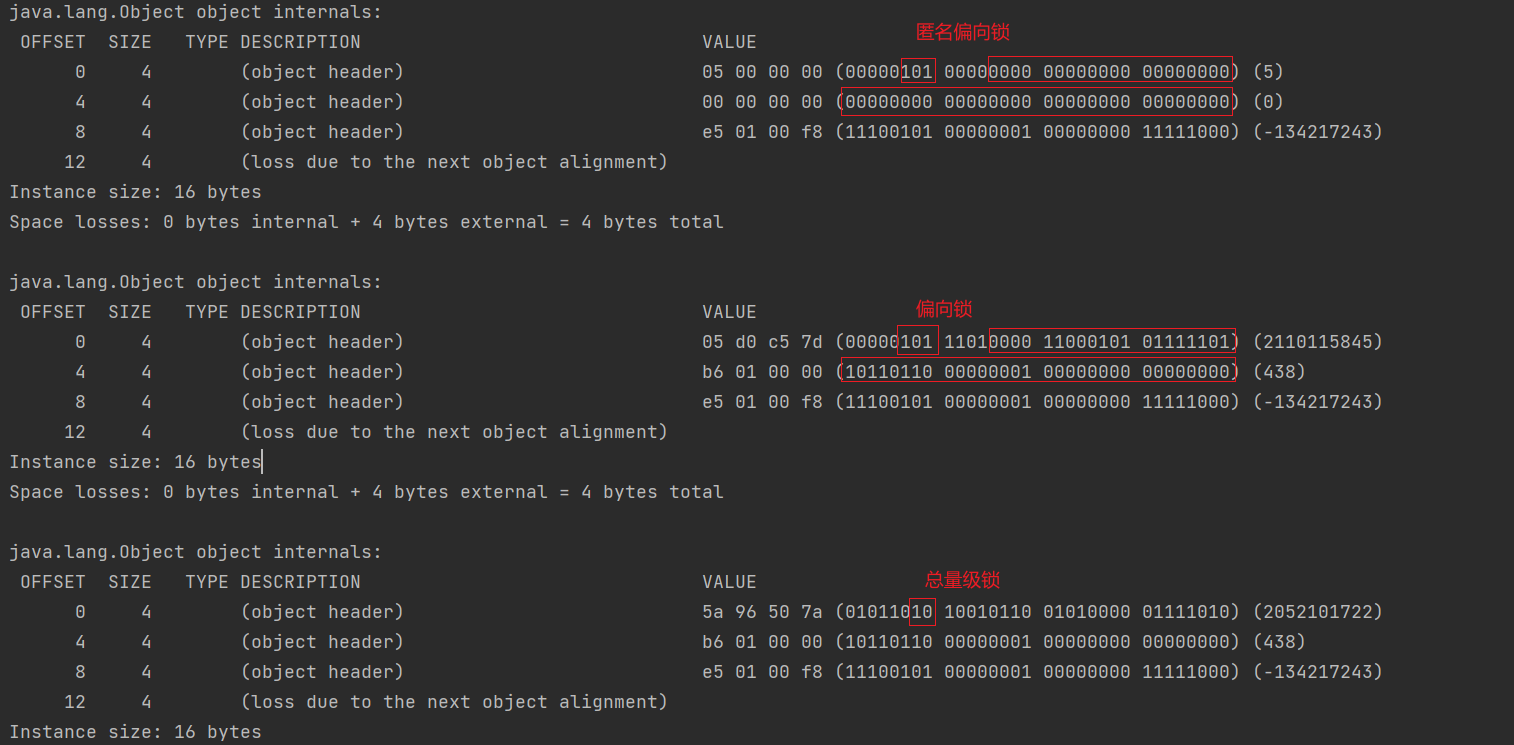 java.lang.Object object internals:
匿名偏向锁
OFFSET SIZE TYPE DESCRIPTION VALUE
0 4 (object header) 05 00 00 00 (00000101 00000000 00000000 00000000) (5)
4 4 (object header) 00 00 00 00 (00000000 00000000 00000000 00000000) (0)
8 4 (object header) e5 01 00 f8 (11100101 00000001 00000000 11111000) (-134217243)
12 4 (loss due to the next object alignment)
Instance size: 16 bytes
Space losses: 0 bytes internal + 4 bytes external = 4 bytes total
java.lang.Object object internals:
偏向锁
OFFSET SIZE TYPE DESCRIPTION VALUE
0 4 (object header) 05 d0 c5 7d (00000101 11010000 11000101 01111101) (2110115845)
4 4 (object header) b6 01 00 00 (10110110 00000001 00000000 00000000) (438)
8 4 (object header) e5 01 00 f8 (11100101 00000001 00000000 11111000) (-134217243)
12 4 (loss due to the next object alignment)
Instance size: 16 bytes
Space losses: 0 bytes internal + 4 bytes external = 4 bytes total
java.lang.Object object internals:
总量级锁
OFFSET SIZE TYPE DESCRIPTION VALUE
0 4 (object header) 5a 96 50 7a (01011010 10010110 01010000 01111010) (2052101722)
4 4 (object header) b6 01 00 00 (10110110 00000001 00000000 00000000) (438)
8 4 (object header) e5 01 00 f8 (11100101 00000001 00000000 11111000) (-134217243)
12 4 (loss due to the next object alignment)
Instance size: 16 bytes